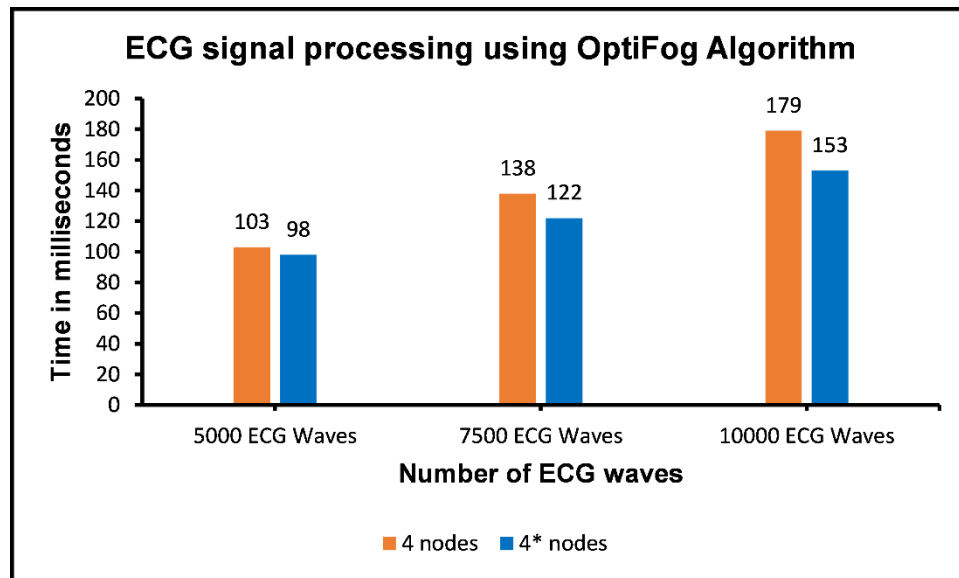 ECG signal processing using OptiFog Algorithm
Time in milliseconds
200
180
160
140
120
100
80
60
40
20
0
103
98
138
122
179
153
5000 ECG Waves
7500 ECG Waves
10000 ECG Waves
Number of ECG waves
4 nodes
4* nodes